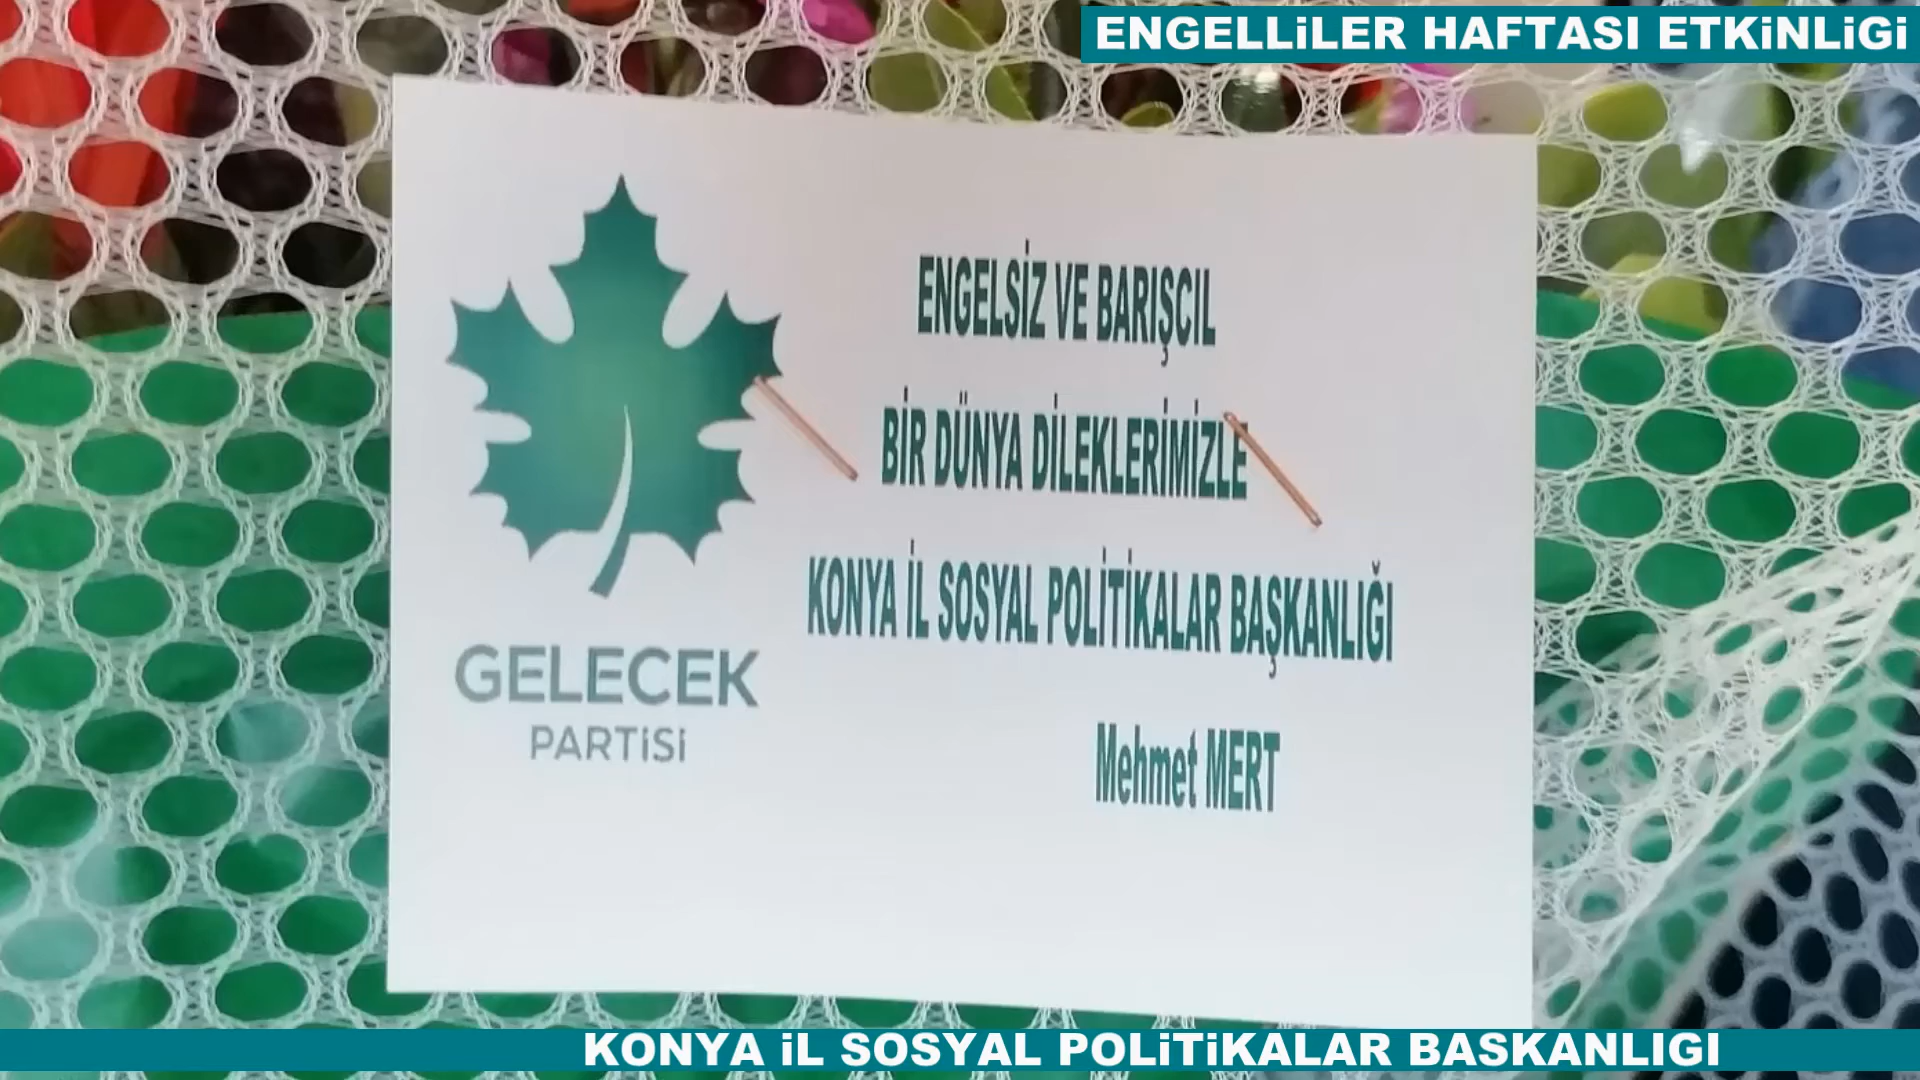 ENGELLiLER HAFTASI ETKiNLiGi
ENGELSİZ VE BARIŞCIL
BİR DÜNYA DİLEKLERİMİZLE
KONYA İL SOSYAL POLİTİKALAR BAŞKANLIĞI
Mehmet MERT
GELECEK
PARTiSi
KONYA iL SOSYAL POLiTiKALAR BASKANLIGI